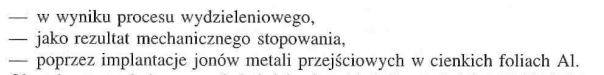 — w wyniku procesu wydzieleniowego,
— jako rezultat mechanicznego stopowania,
— poprzez implantacje jonów metali przejściowych w cienkich foliach Al.